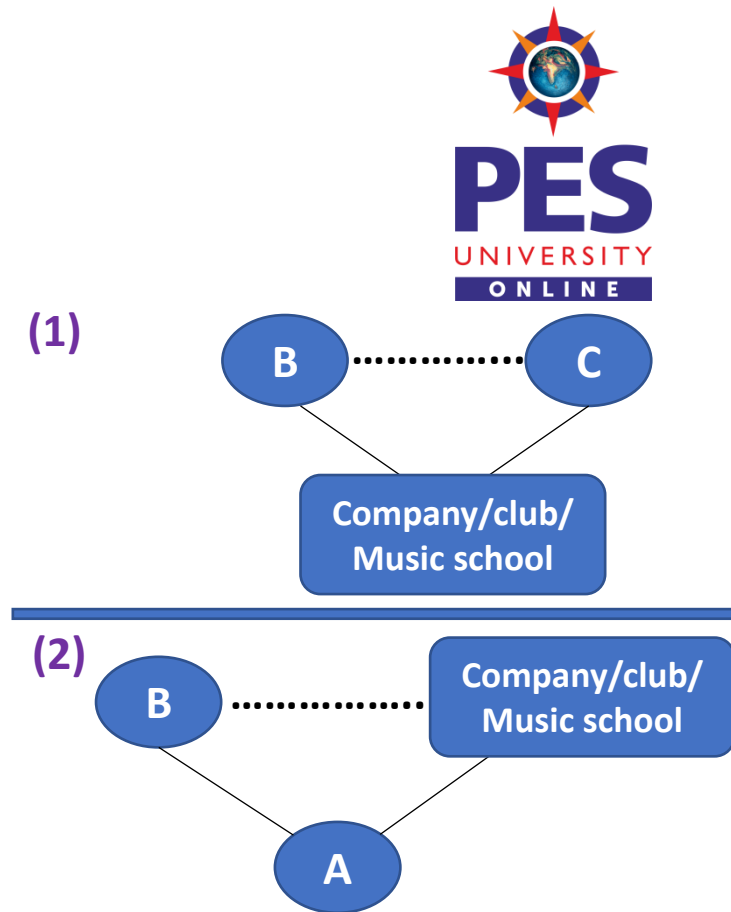 PES
UNIVERSITY
ONLINE
(1)
B
C
Company/club/
Music school
(2)
B
Company/club/
Music school
A